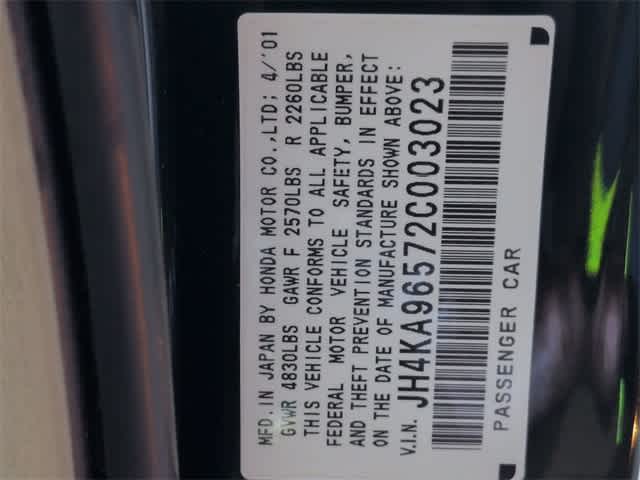 MFD. IN JAPAN BY HONDA MOTOR CO.,LTD: 4/'01
GVWR 4830LBS GAWR F 2570LBS R 2260LBS
THIS VEHICLE CONFORMS TO ALL APPLICABLE
FEDERAL MOTOR VEHICLE SAFETY, BUMPER,
AND THEFT PREVENTION STANDARDS IN EFFECT
ON THE DATE OF MANUFACTURE SHOWN ABOVE:
V.I.N. JH4KA96572C003023
PASSENGER CAR